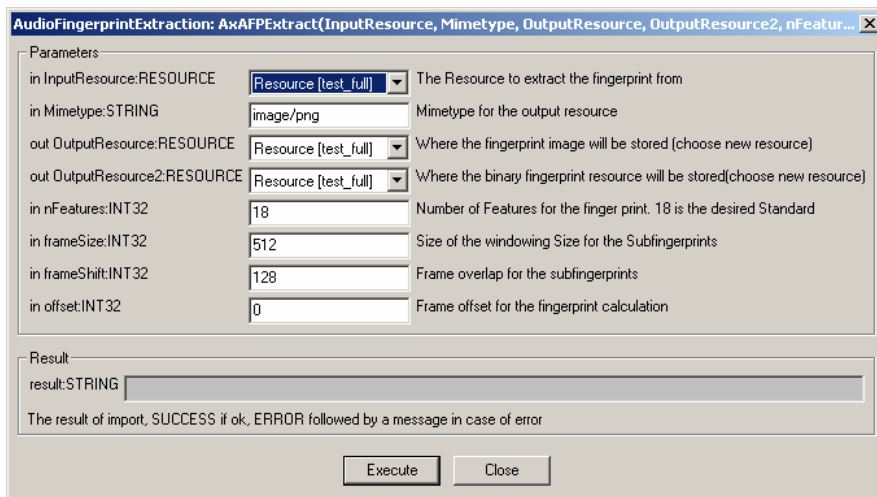 AudioFingerprintExtraction: AxAFPExtract(InputResource, Mimetype, OutputResource, OutputResource2, nFeatur...
Parameters
in InputResource:RESOURCE Resource [test_full] The Resource to extract the fingerprint from
in Mimetype:STRING image/png Mimetype for the output resource
out OutputResource:RESOURCE Resource [test_full] Where the fingerprint image will be stored (choose new resource)
out OutputResource2:RESOURCE Resource [test_full] Where the binary fingerprint resource will be stored(choose new resource)
in nFeatures:INT32 18 Number of Features for the finger print. 18 is the desired Standard
in frameSize:INT32 512 Size of the windowing Size for the Subfingerprints
in frameShift:INT32 128 Frame overlap for the subfingerprints
in offset:INT32 0 Frame offset for the fingerprint calculation
Result
result:STRING
The result of import, SUCCESS if ok, ERROR followed by a message in case of error
Execute Close